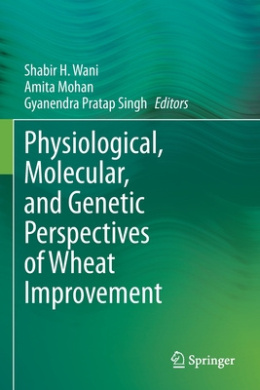 Shabir H. Wani
Amita Mohan
Gyanendra Pratap Singh Editors
Physiological,
Molecular,
and Genetic
Perspectives
of Wheat
Improvement
Springer